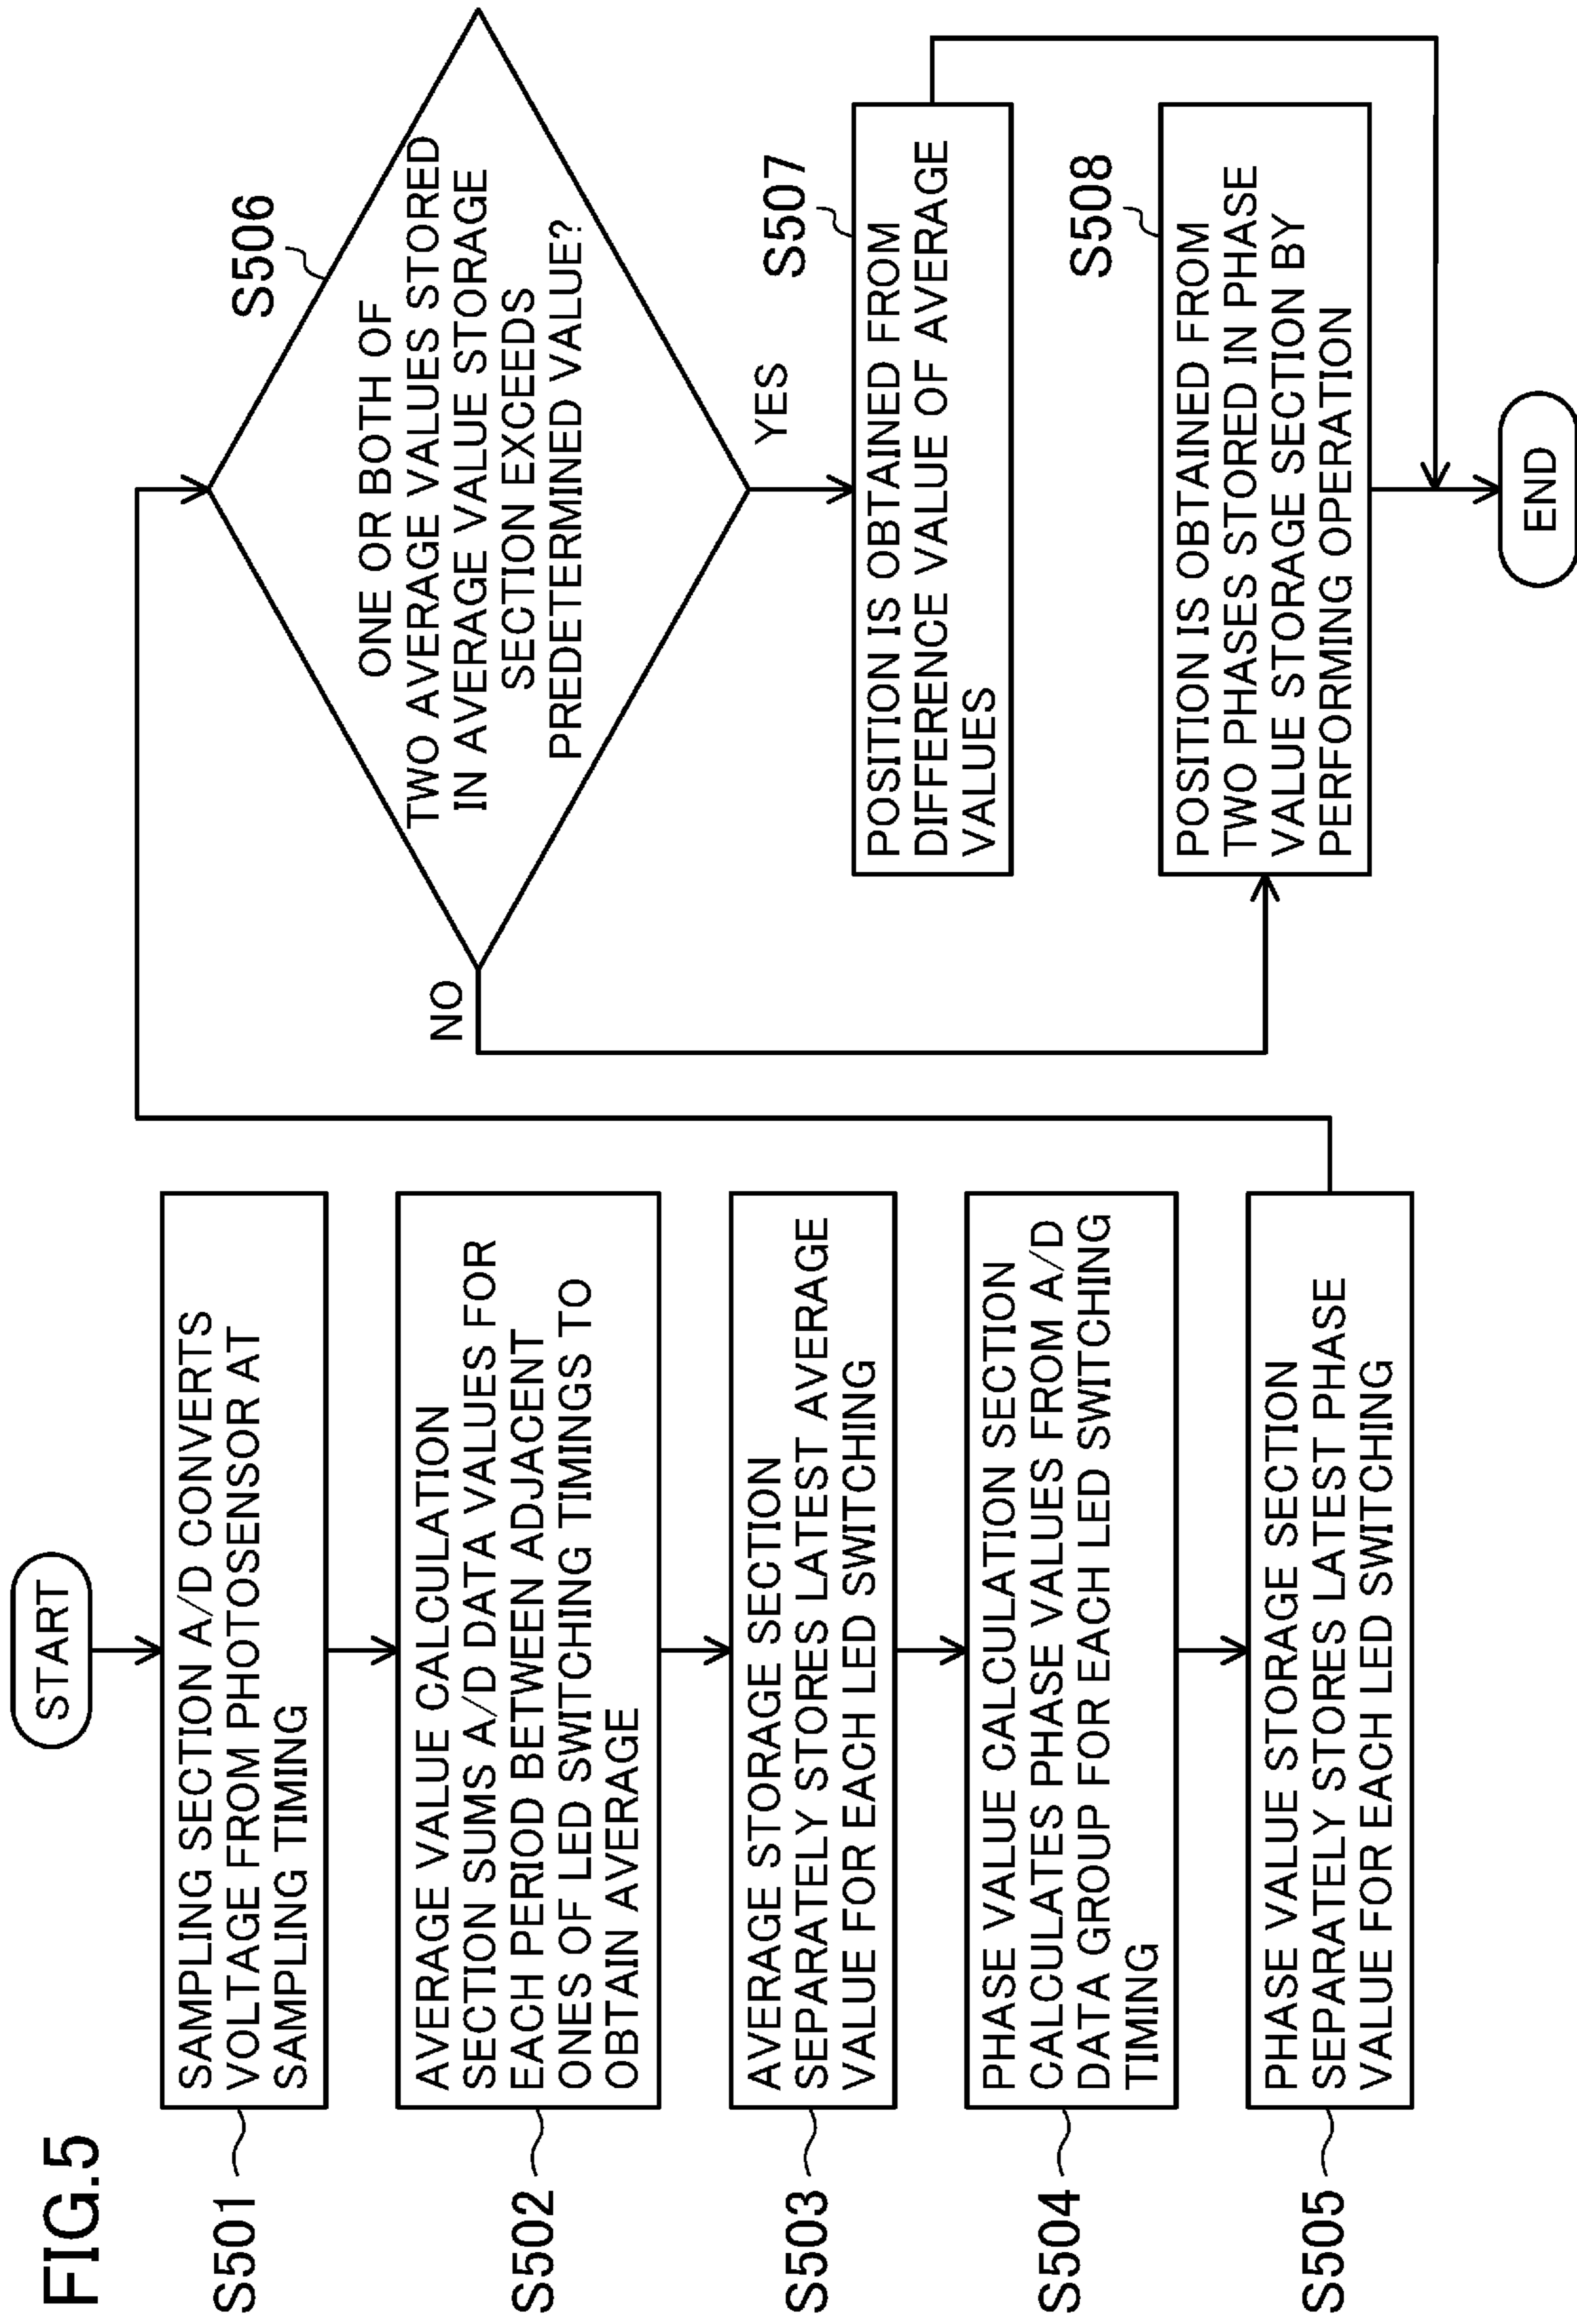 FIG.5
START
S501
SAMPLING SECTION A/D CONVERTS
VOLTAGE FROM PHOTOSENSOR AT
SAMPLING TIMING
S502
AVERAGE VALUE CALCULATION
SECTION SUMS A/D DATA VALUES FOR
EACH PERIOD BETWEEN ADJACENT
ONES OF LED SWITCHING TIMINGS TO
OBTAIN AVERAGE
S503
AVERAGE STORAGE SECTION
SEPARATELY STORES LATEST AVERAGE
VALUE FOR EACH LED SWITCHING
S504
PHASE VALUE CALCULATION SECTION
CALCULATES PHASE VALUES FROM A/D
DATA GROUP FOR EACH LED SWITCHING
TIMING
S505
PHASE VALUE STORAGE SECTION
SEPARATELY STORES LATEST PHASE
VALUE FOR EACH LED SWITCHING
S506
ONE OR BOTH OF
TWO AVERAGE VALUES STORED
IN AVERAGE VALUE STORAGE
SECTION EXCEEDS
PREDETERMINED VALUE?
NO
YES
S507
POSITION IS OBTAINED FROM
DIFFERENCE VALUE OF AVERAGE
VALUES
S508
POSITION IS OBTAINED FROM
TWO PHASES STORED IN PHASE
VALUE STORAGE SECTION BY
PERFORMING OPERATION
END